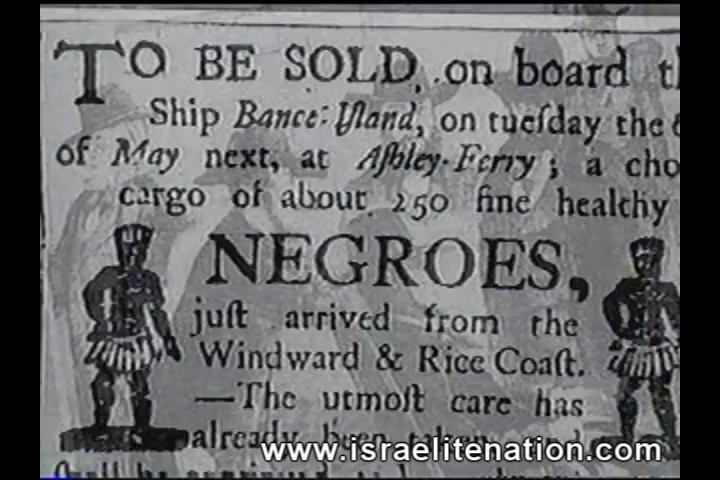 TO BE SOLD, on board
Ship Bance: Yſland, on tueſday the
of May next, at Aſhley-Ferry; a cho
cargo of about 250 fine healthy
NEGROES,
juſt arrived from the
Windward & Rice Coaſt.
—The utmoſt care has
already been taken
www.israelitenation.com